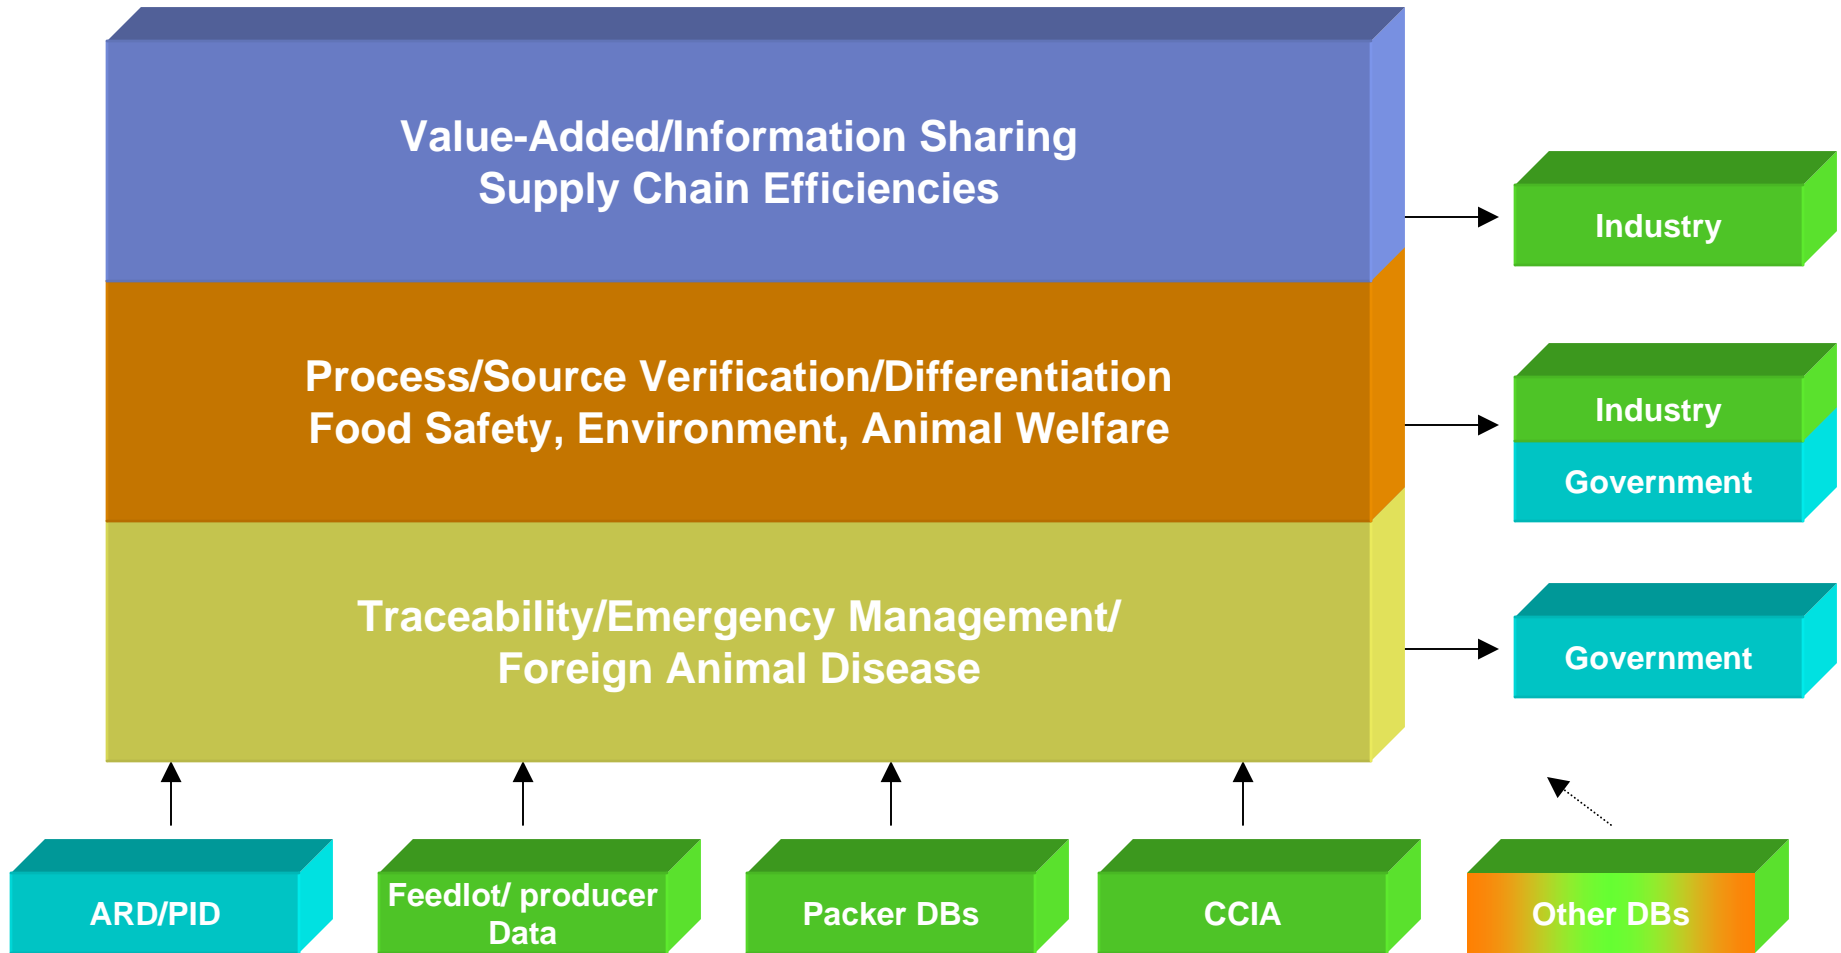 Value-Added/Information Sharing
Supply Chain Efficiencies
Industry
Process/Source Verification/Differentiation
Food Safety, Environment, Animal Welfare
Industry
Government
Traceability/Emergency Management/
Foreign Animal Disease
Government
ARD/PID
Feedlot/ producer
Data
Packer DBs
CCIA
Other DBs